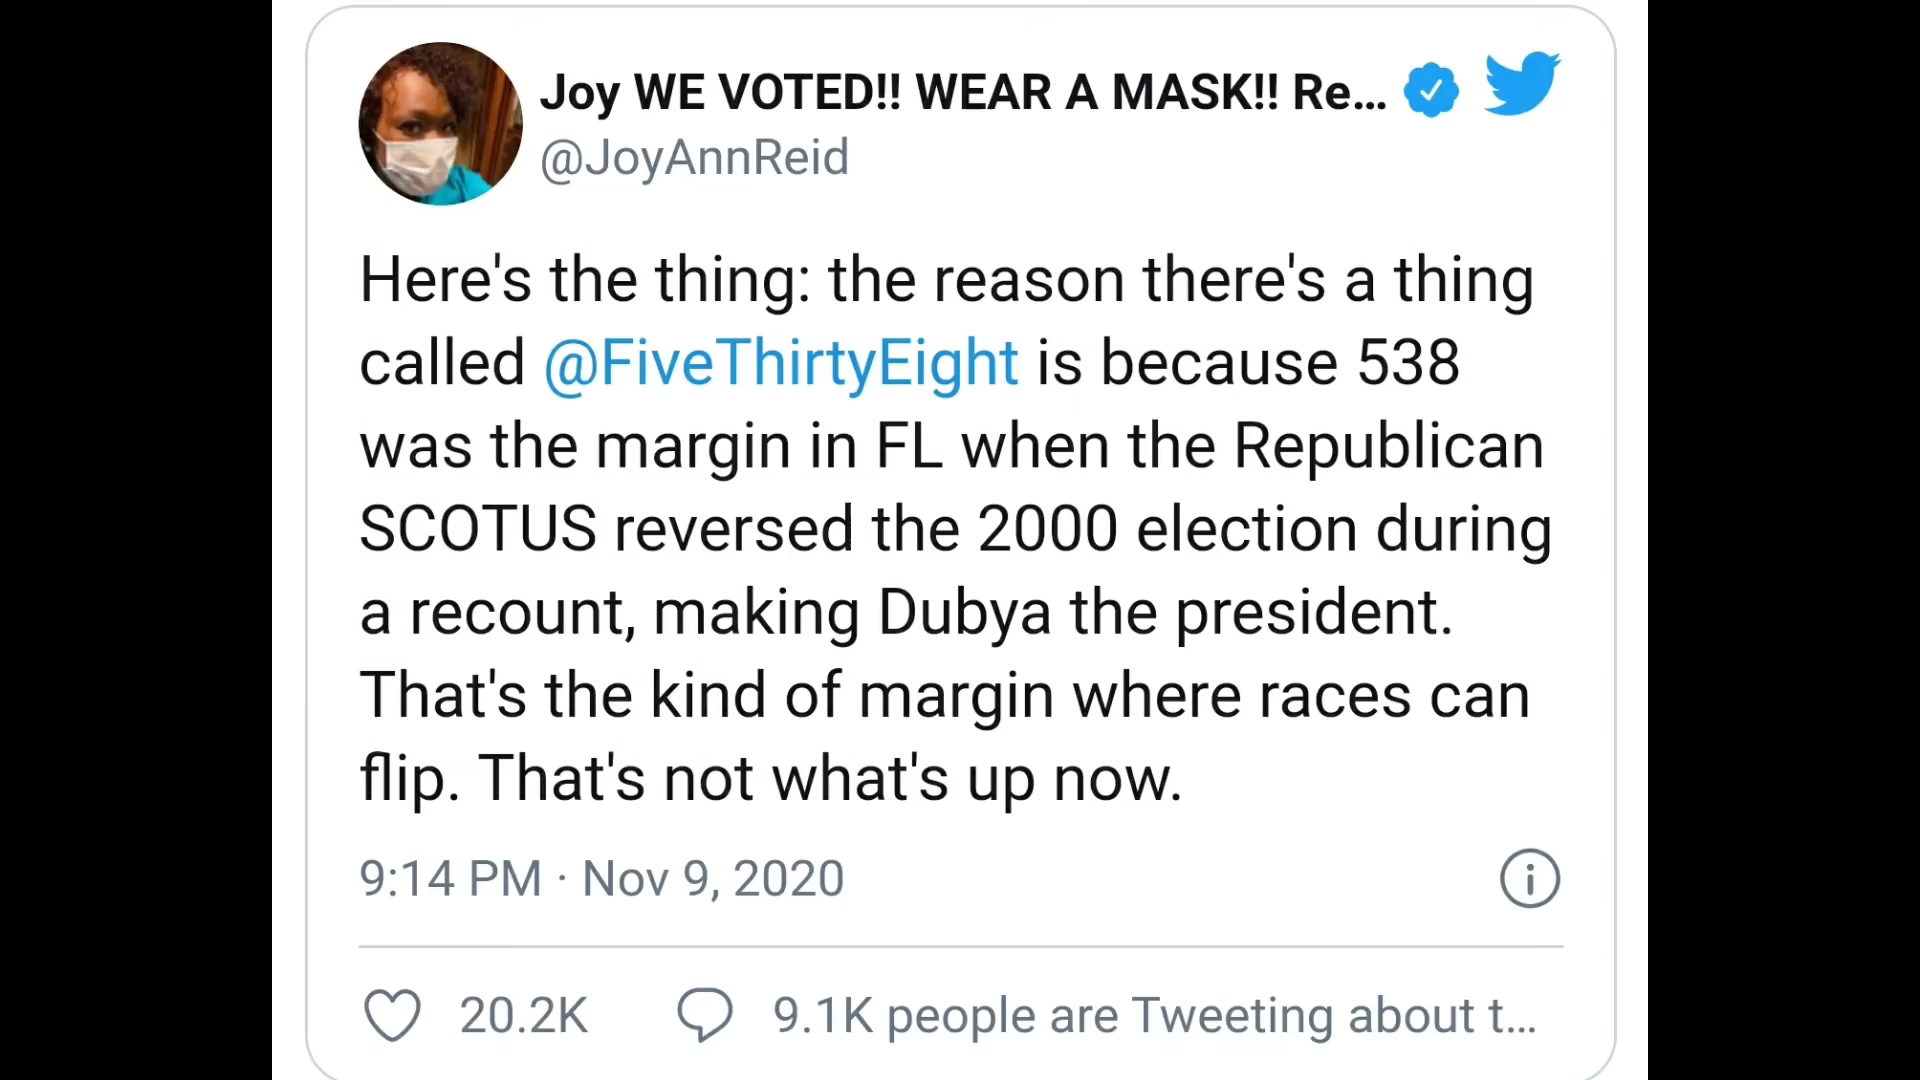 Joy WE VOTED!! WEAR A MASK!! Re...
@JoyAnnReid
Here's the thing: the reason there's a thing
called @FiveThirtyEight is because 538
was the margin in FL when the Republican
SCOTUS reversed the 2000 election during
a recount, making Dubya the president.
That's the kind of margin where races can
flip. That's not what's up now.
9:14 PM · Nov 9, 2020
20.2K 9.1K people are Tweeting about t...